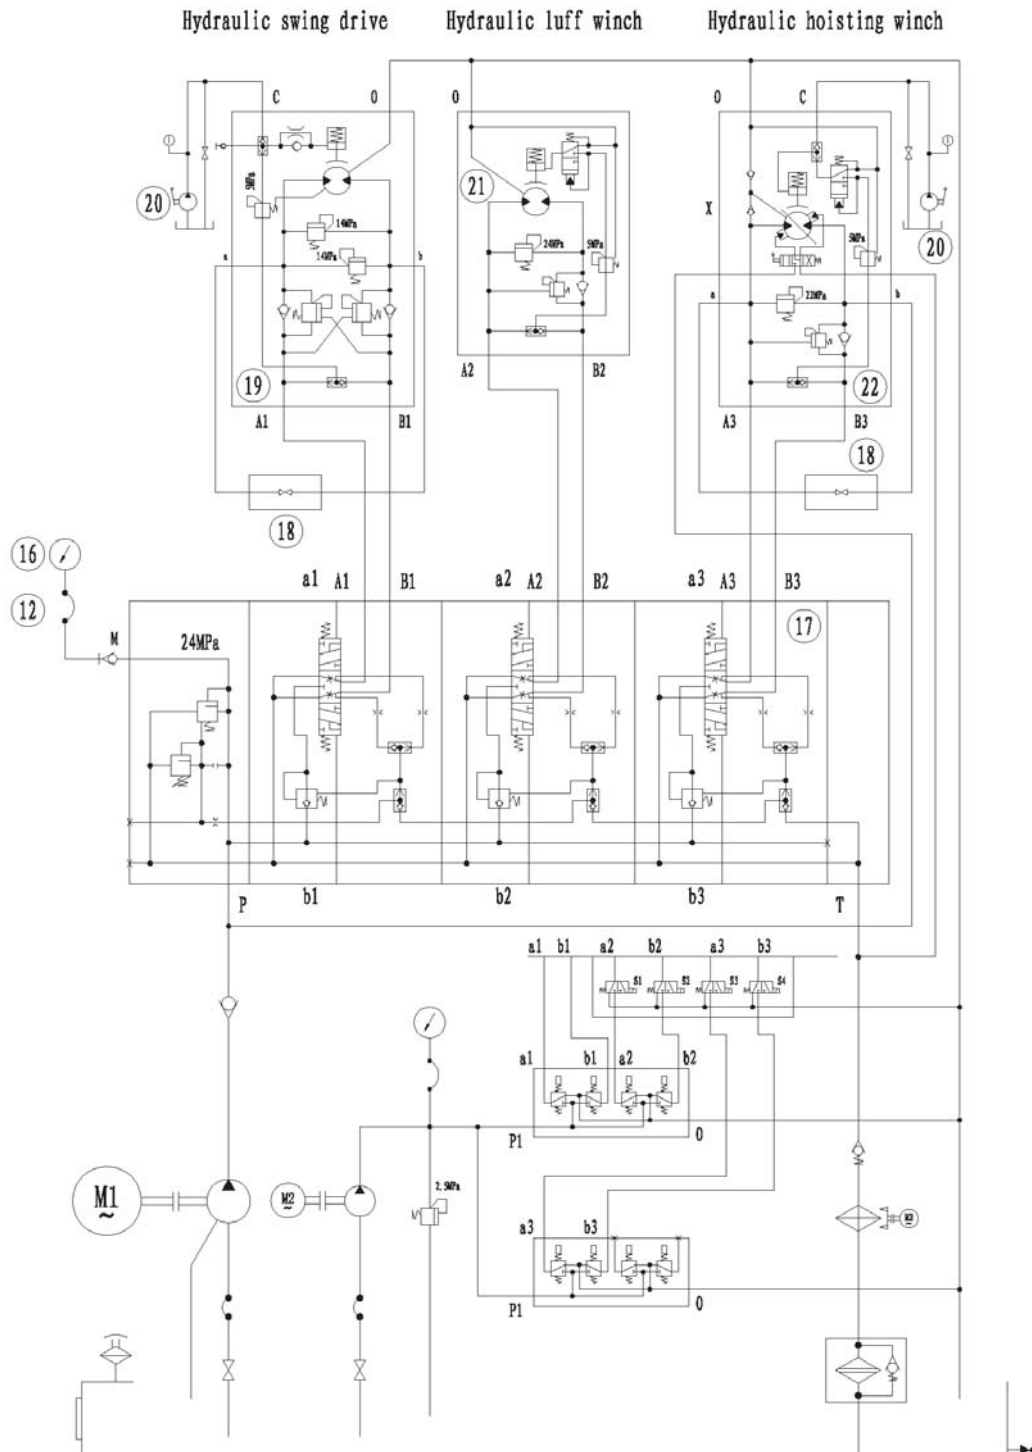 Hydraulic swing drive Hydraulic luff winch Hydraulic hoisting winch
C O O O C
20 21 20
5MPa 14MPa 14MPa 24MPa 5MPa X 5MPa 22MPa
a b a b
19 22
A1 B1 A2 B2 A3 B3
18 18
16
12
a1 A1 B1 a2 A2 B2 a3 A3 B3
17
M 24MPa
b1 b2 b3
P T
a1 b1 a2 b2 a3 b3
S1 S2 S3 S4
a1 b1 a2 b2
P1 O
M1 ~ M2 ~ 2,5MPa
a3 b3
M3 ~
P1 O